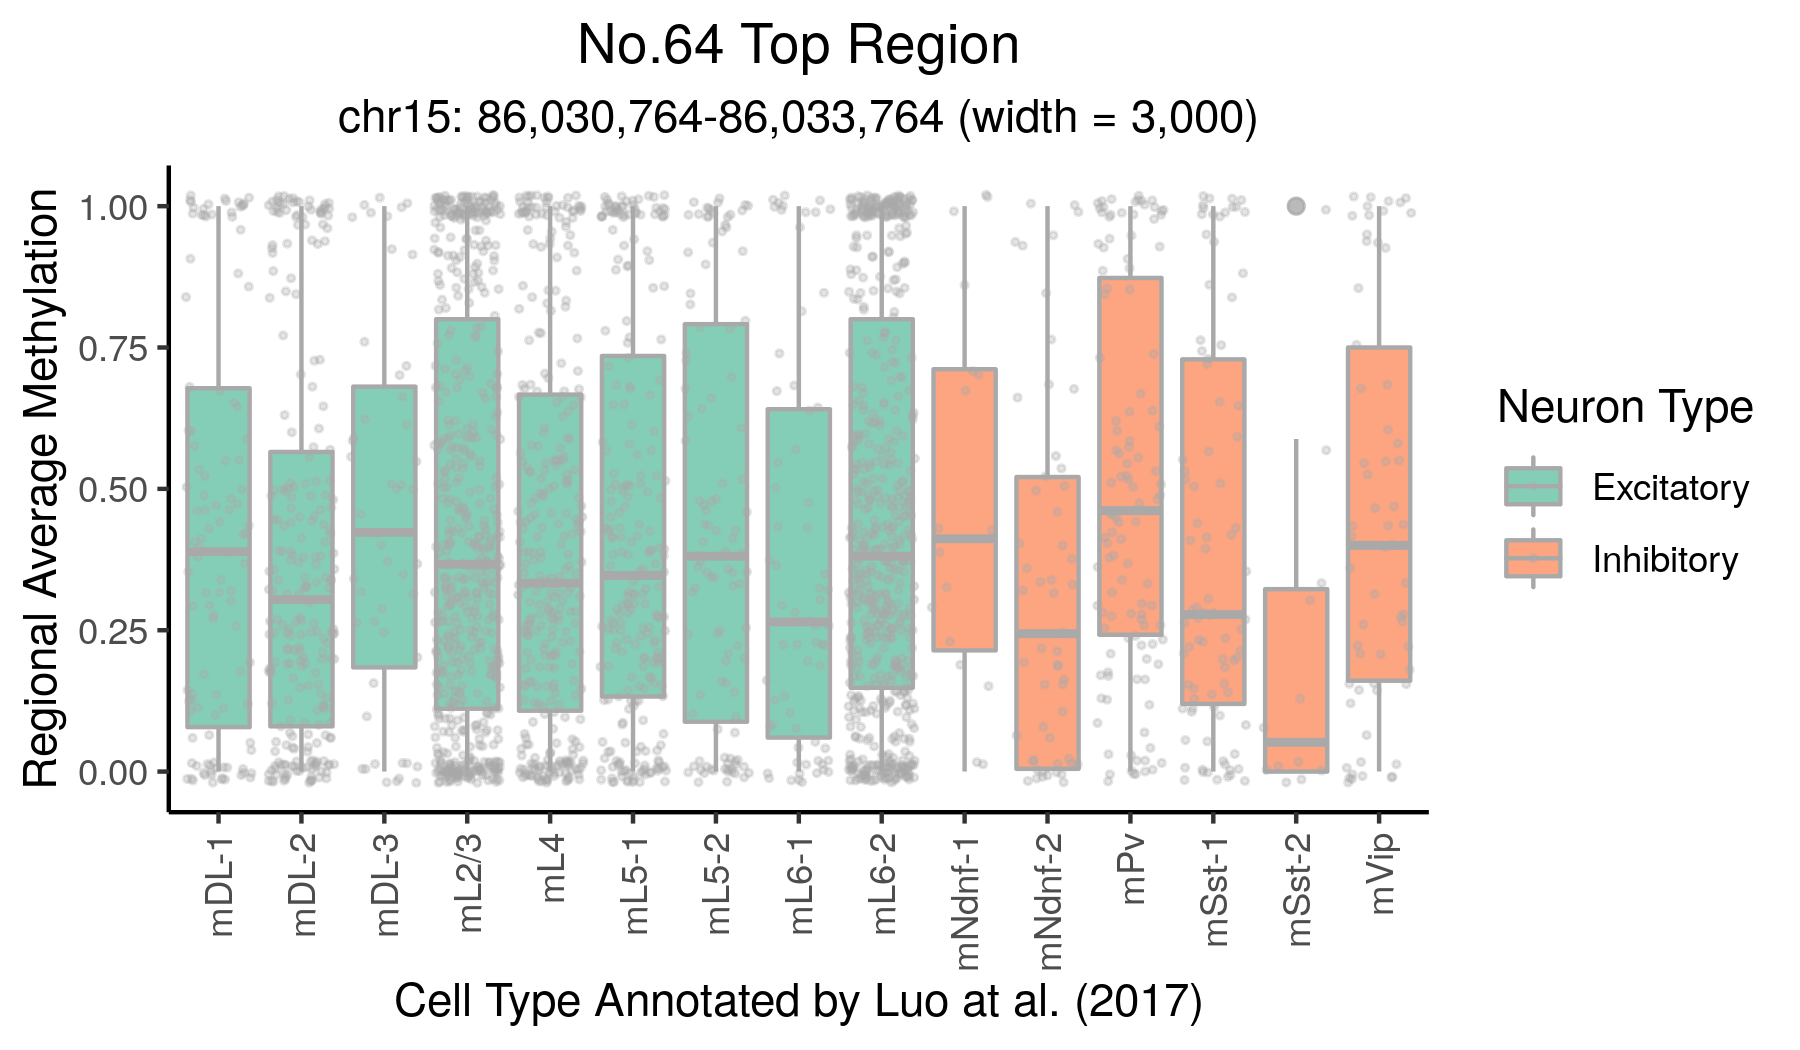 No.64 Top Region
chr15: 86,030,764-86,033,764 (width = 3,000)
Regional Average Methylation
1.00
0.75
0.50
0.25
0.00
mDL-1
mDL-2
mDL-3
mL2/3
mL4
mL5-1
mL5-2
mL6-1
mL6-2
mNdnf-1
mNdnf-2
mPv
mSst-1
mSst-2
mVip
Cell Type Annotated by Luo at al. (2017)
Neuron Type
Excitatory
Inhibitory